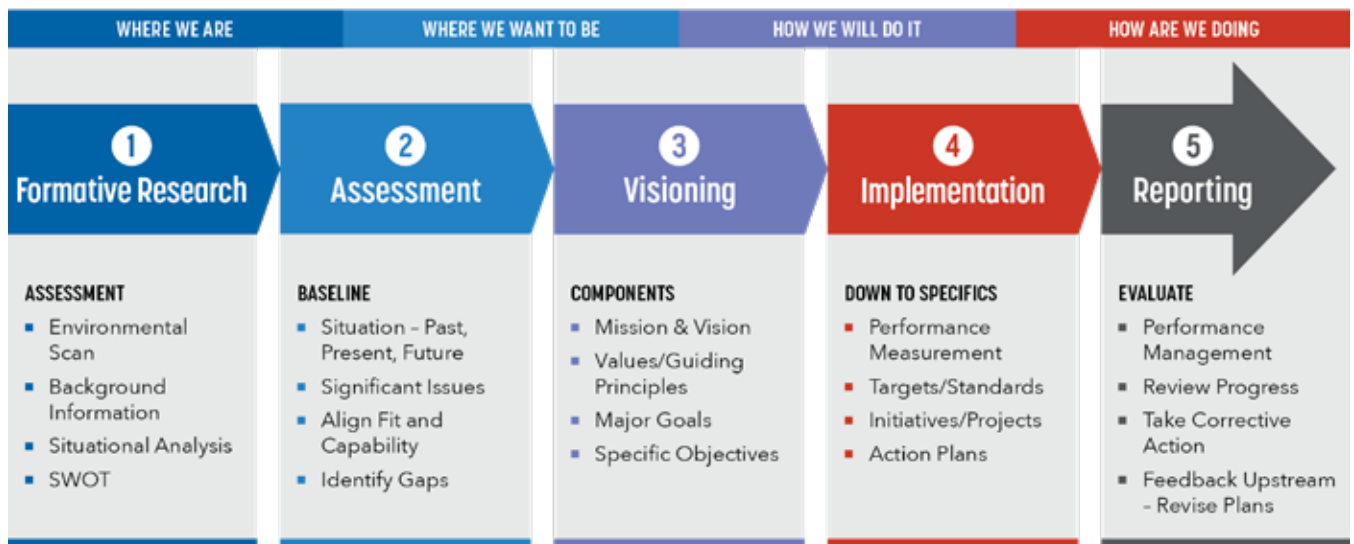 WHERE WE ARE
WHERE WE WANT TO BE
HOW WE WILL DO IT
HOW ARE WE DOING
1
Formative Research
2
Assessment
3
Visioning
4
Implementation
5
Reporting
ASSESSMENT
Environmental
Scan
Background
Information
Situational Analysis
SWOT
BASELINE
Situation – Past,
Present, Future
Significant Issues
Align Fit and
Capability
Identify Gaps
COMPONENTS
Mission & Vision
Values/Guiding
Principles
Major Goals
Specific Objectives
DOWN TO SPECIFICS
Performance
Measurement
Targets/Standards
Initiatives/Projects
Action Plans
EVALUATE
Performance
Management
Review Progress
Take Corrective
Action
Feedback Upstream
– Revise Plans